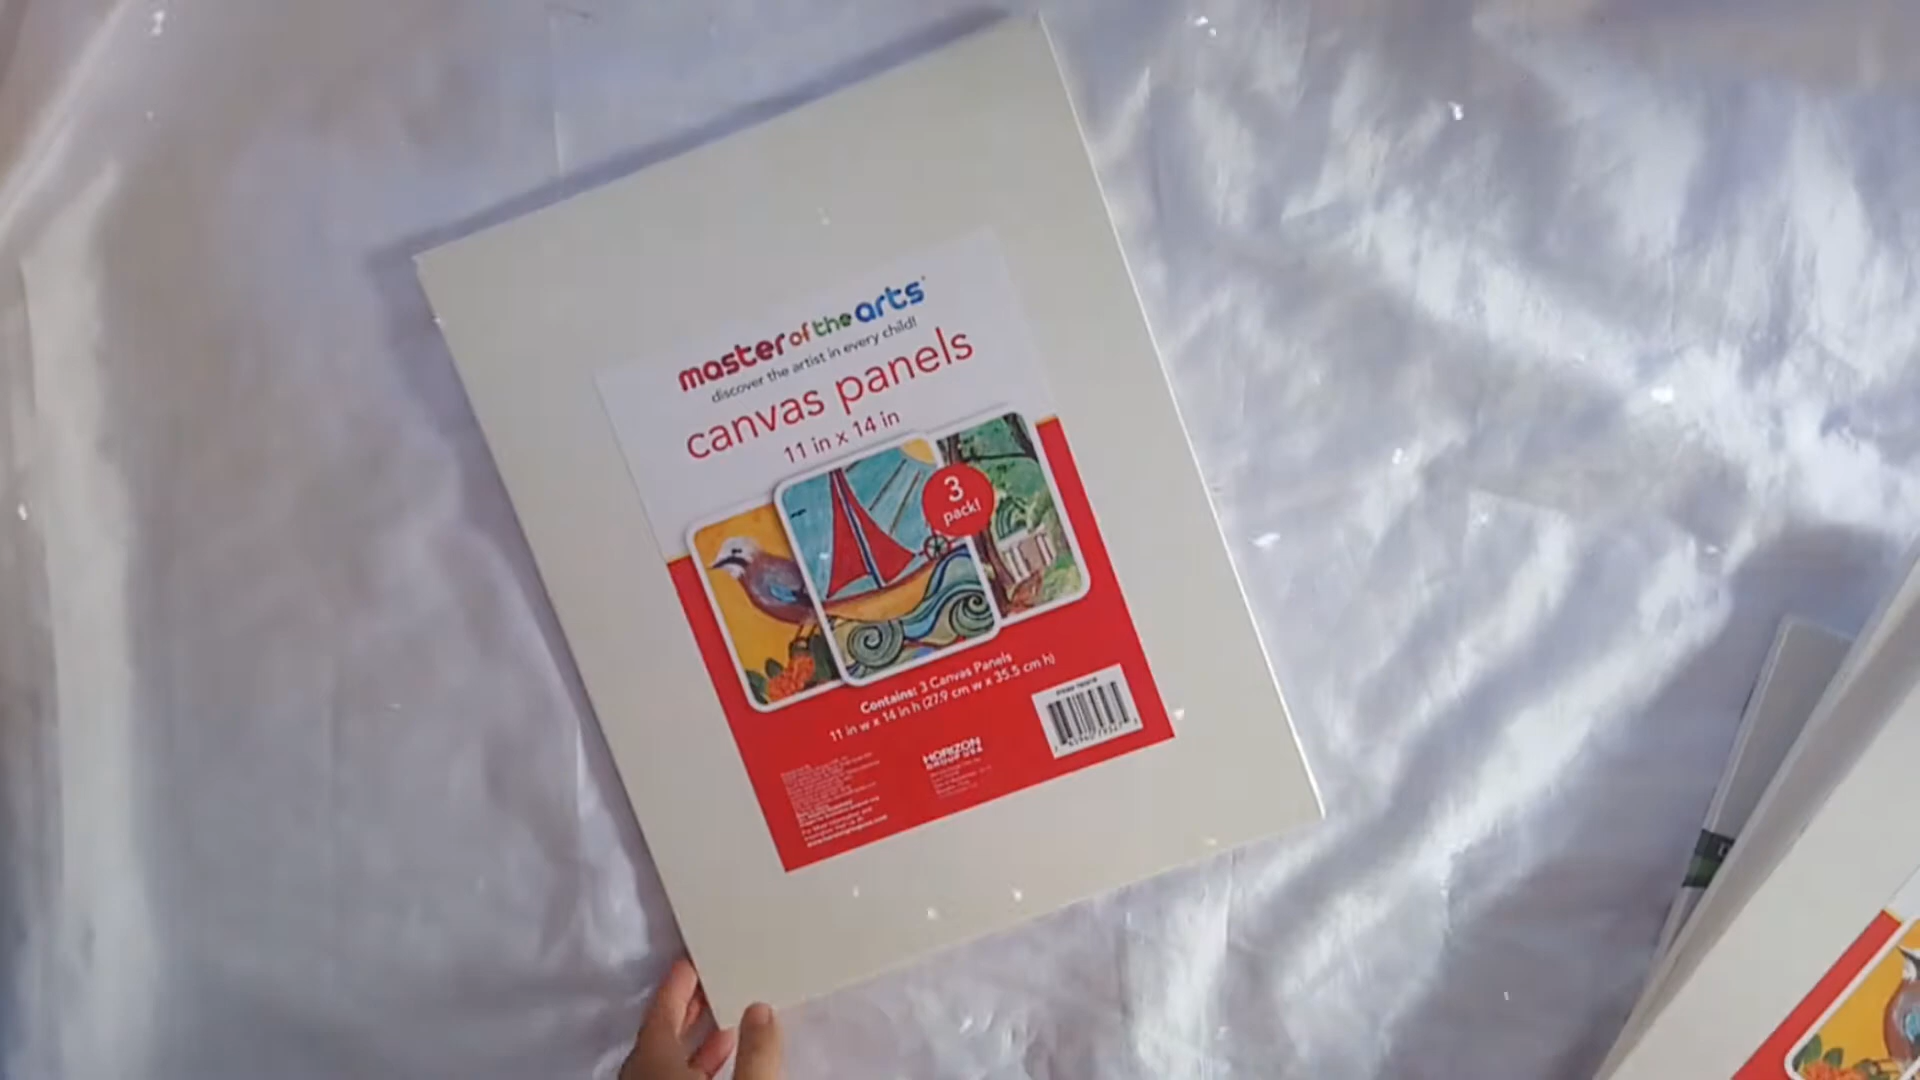 master of the arts
discover the artist in every child!
canvas panels
11 in x 14 in
3
pack!
Contains: 3 Canvas Panels
11 in w x 14 in h (27.9 cm w x 35.5 cm h)
HORIZON
GROUP USA